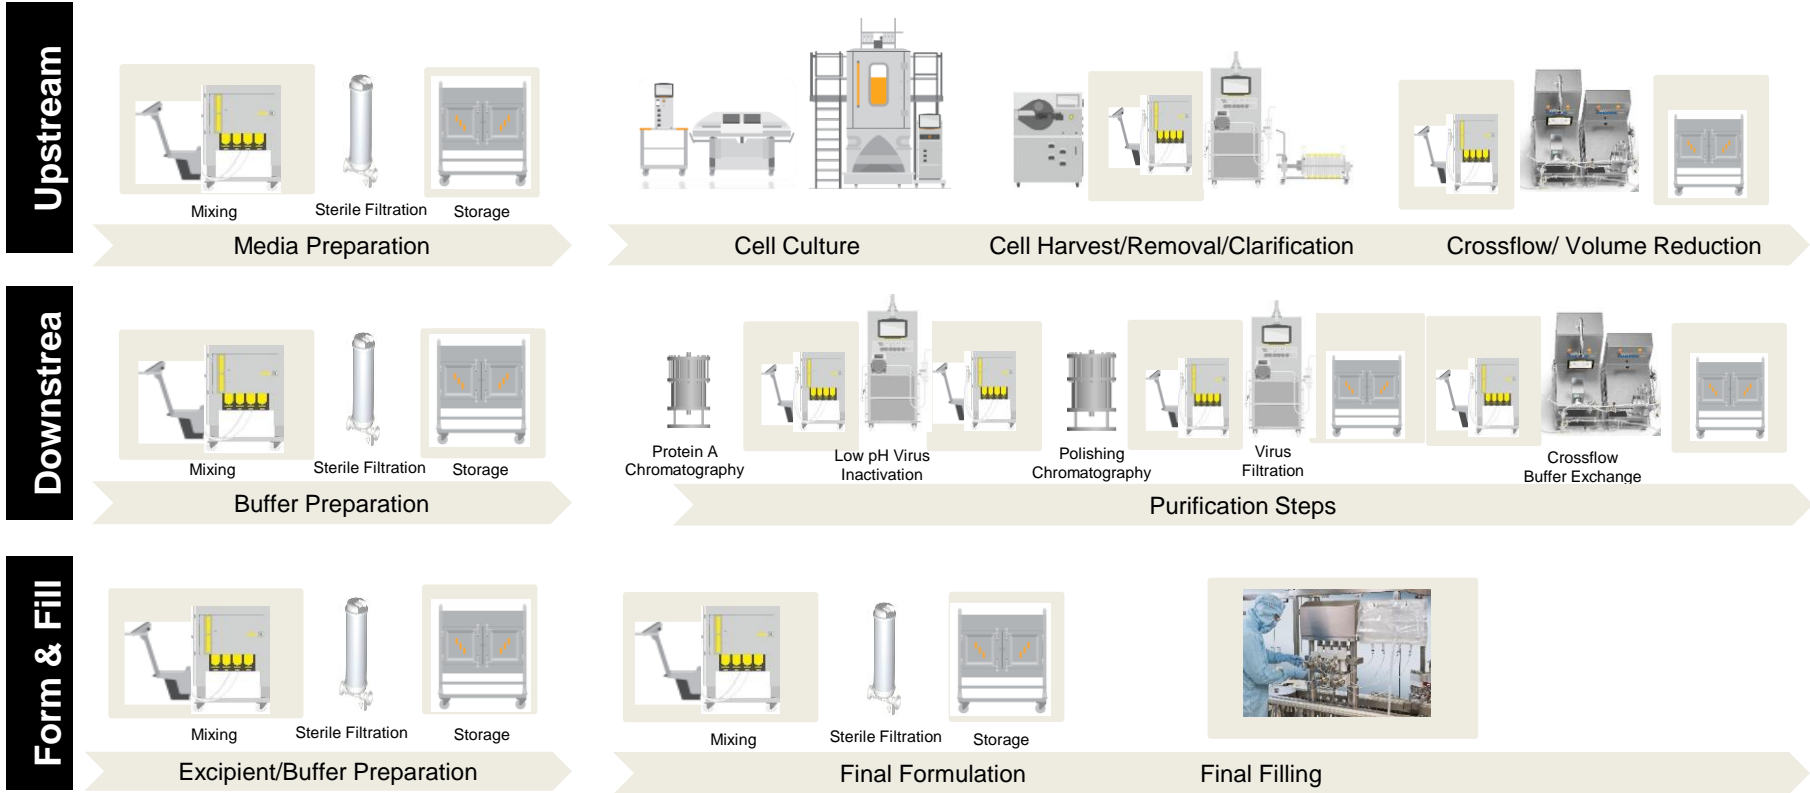 Upstream
Mixing
Sterile Filtration
Storage
Media Preparation
Cell Culture
Cell Harvest/Removal/Clarification
Crossflow/ Volume Reduction
Downstrea
Mixing
Sterile Filtration
Storage
Buffer Preparation
Protein A
Chromatography
Low pH Virus
Inactivation
Polishing
Chromatography
Virus
Filtration
Crossflow
Buffer Exchange
Purification Steps
Form & Fill
Mixing
Sterile Filtration
Storage
Excipient/Buffer Preparation
Mixing
Sterile Filtration
Storage
Final Formulation
Final Filling